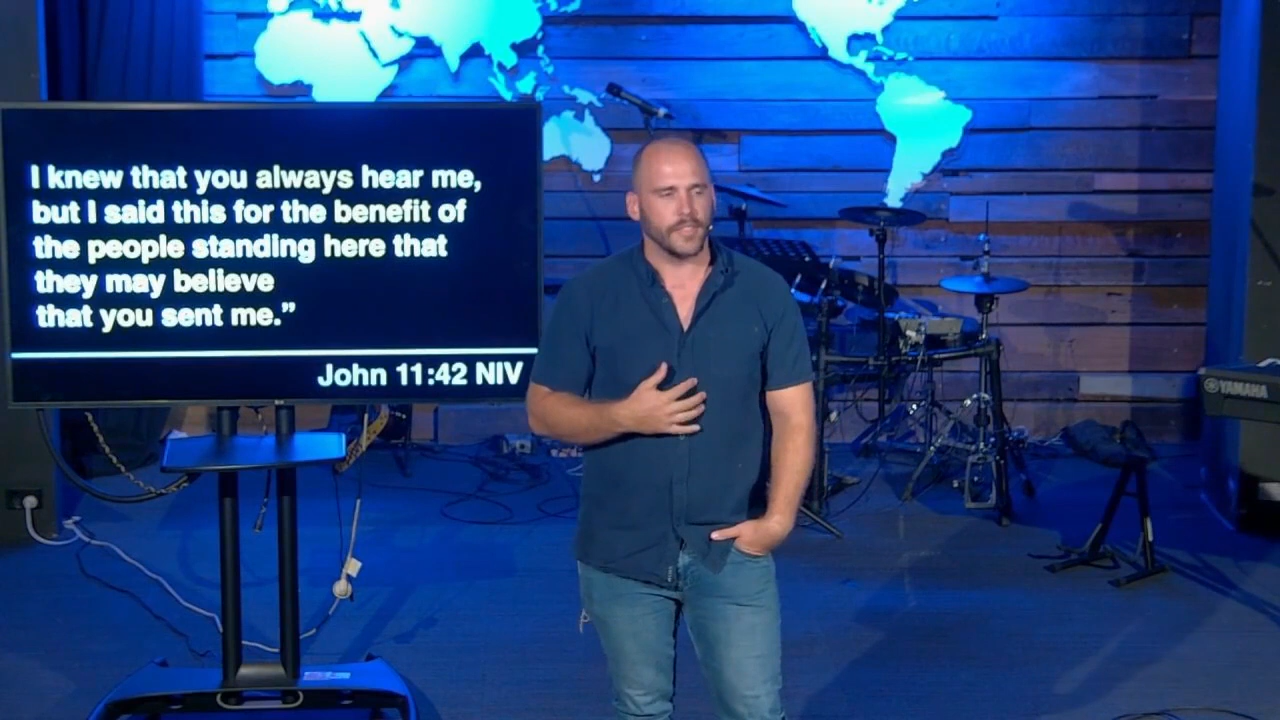 I knew that you always hear me,
but I said this for the benefit of
the people standing here that
they may believe
that you sent me.”
John 11:42 NIV
YAMAHA